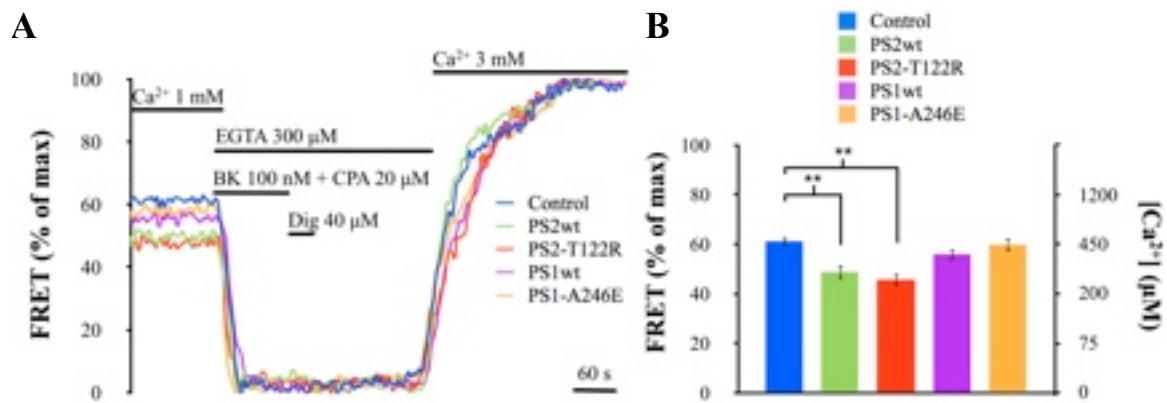 A
Ca²⁺ 3 mM
Ca²⁺ 1 mM
EGTA 300 µM
BK 100 nM + CPA 20 µM
Dig 40 µM
Control
PS2wt
PS2-T122R
PS1wt
PS1-A246E
60 s
FRET (% of max)
100
80
60
40
20
0
B
Control
PS2wt
PS2-T122R
PS1wt
PS1-A246E
**
**
FRET (% of max)
100
80
60
40
20
0
1200
450
200
75
0
[Ca²⁺] (µM)